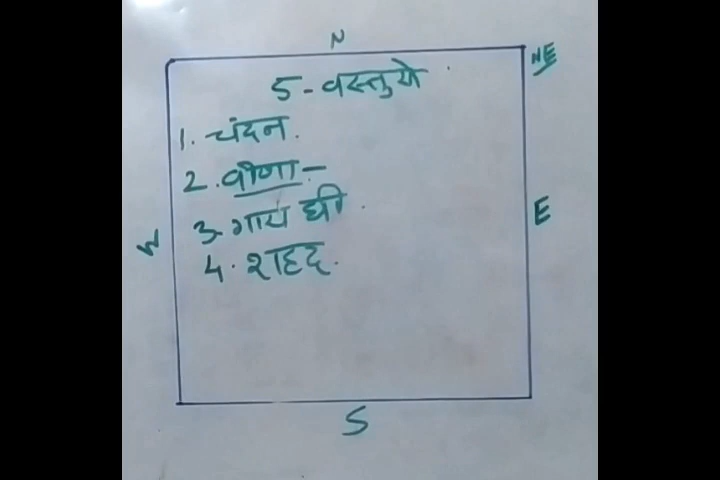 N
NE
5-वस्तुये
1. चंदन.
2. वीणा-
3. गाय घी.
W
E
4. शहद.
S